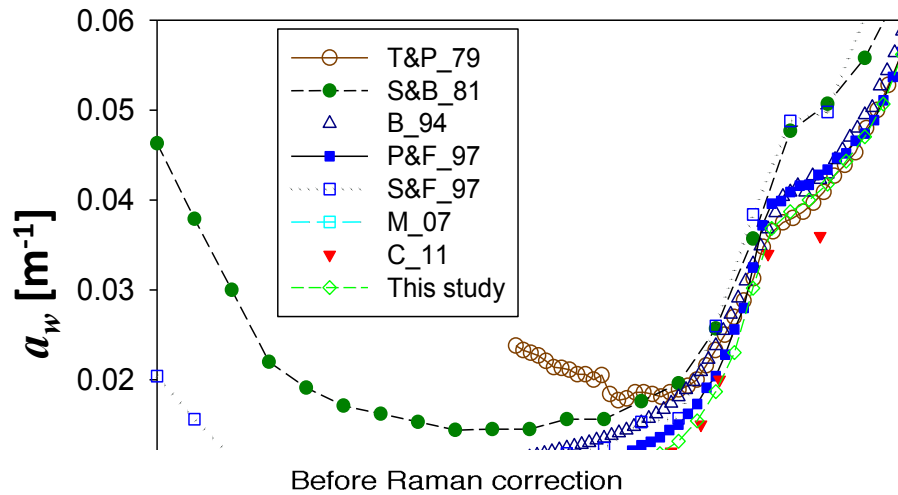 0.06
0.05
0.04
0.03
0.02
a_w [m⁻¹]
T&P_79
S&B_81
B_94
P&F_97
S&F_97
M_07
C_11
This study
Before Raman correction